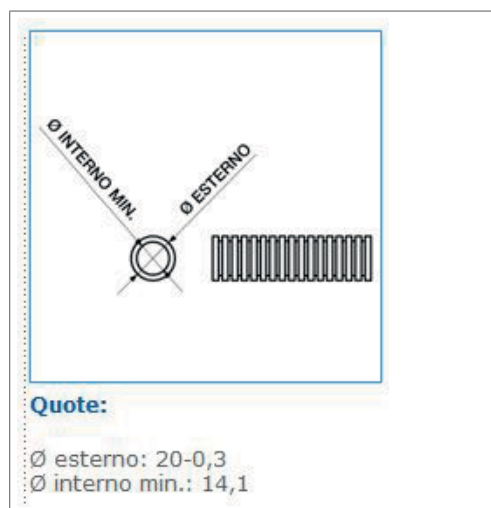 Ø INTERNO MIN.
Ø ESTERNO
Quote:
Ø esterno: 20-0,3
Ø interno min.: 14,1